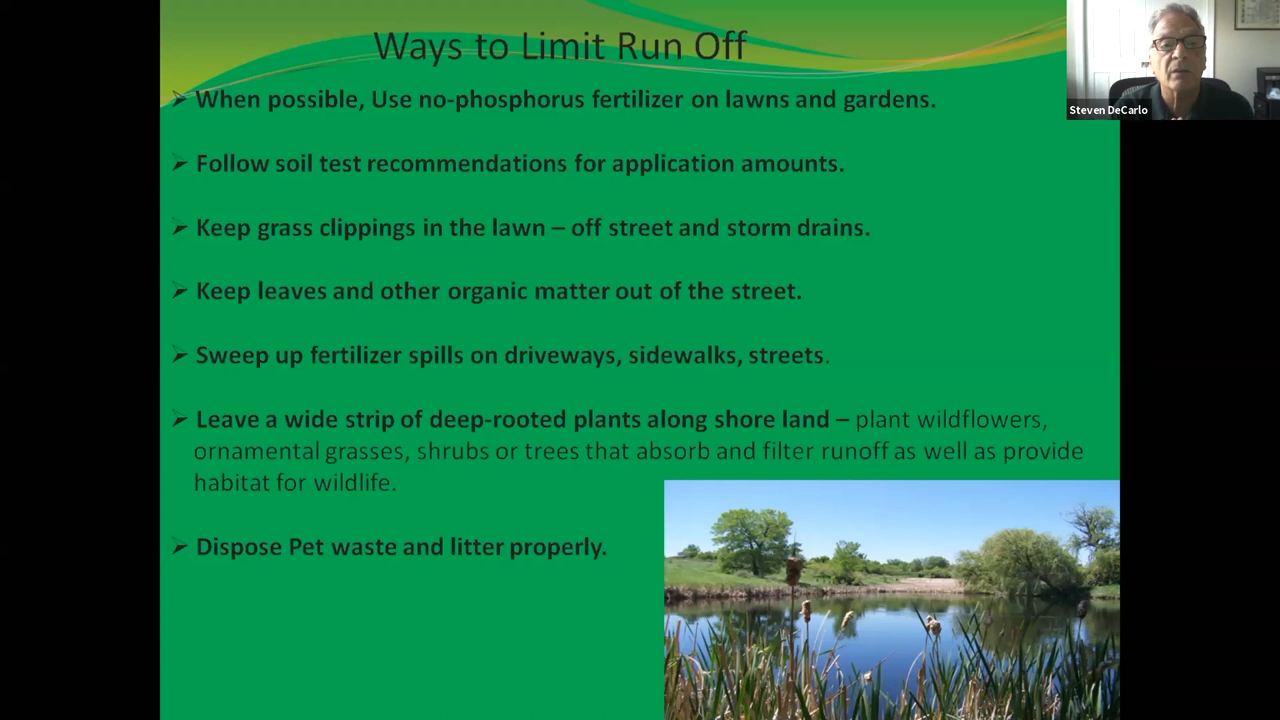 Ways to Limit Run Off
Steven DeCarlo
➢ When possible, Use no-phosphorus fertilizer on lawns and gardens.
➢ Follow soil test recommendations for application amounts.
➢ Keep grass clippings in the lawn – off street and storm drains.
➢ Keep leaves and other organic matter out of the street.
➢ Sweep up fertilizer spills on driveways, sidewalks, streets.
➢ Leave a wide strip of deep-rooted plants along shore land – plant wildflowers,
ornamental grasses, shrubs or trees that absorb and filter runoff as well as provide
habitat for wildlife.
➢ Dispose Pet waste and litter properly.